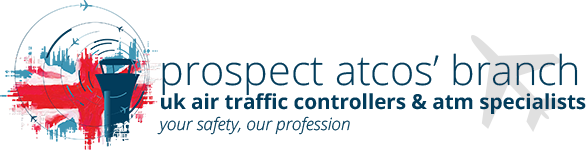 prospect atcos' branch
uk air traffic controllers & atm specialists
your safety, our profession